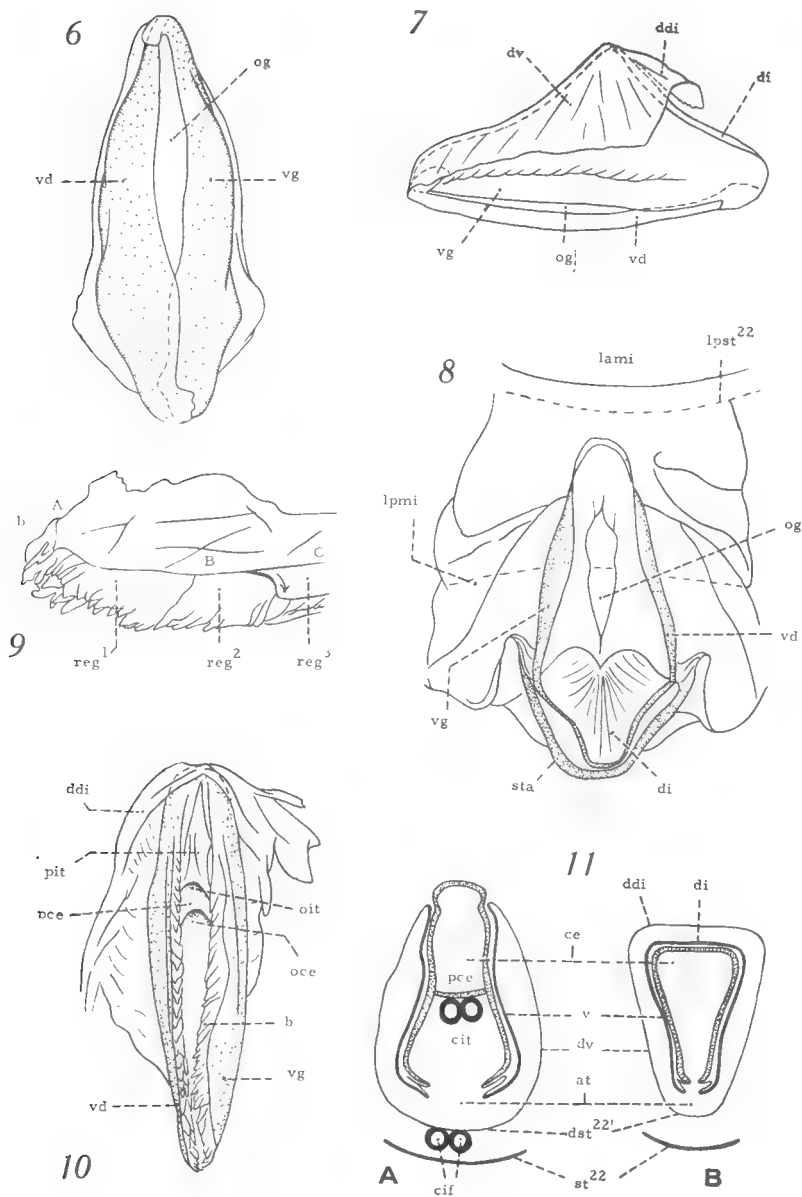 6
og
vd
vg
7
dv
ddi
di
vg
og
vd
8
lami
lpst²²
lpmi
og
vd
vg
sta
di
9
b
A
B
C
reg¹
reg²
reg³
10
ddi
pit
pce
oit
oce
b
vg
vd
11
ddi
di
ce
pce
v
cit
dv
at
dst²²'
A
st²²
B
cif